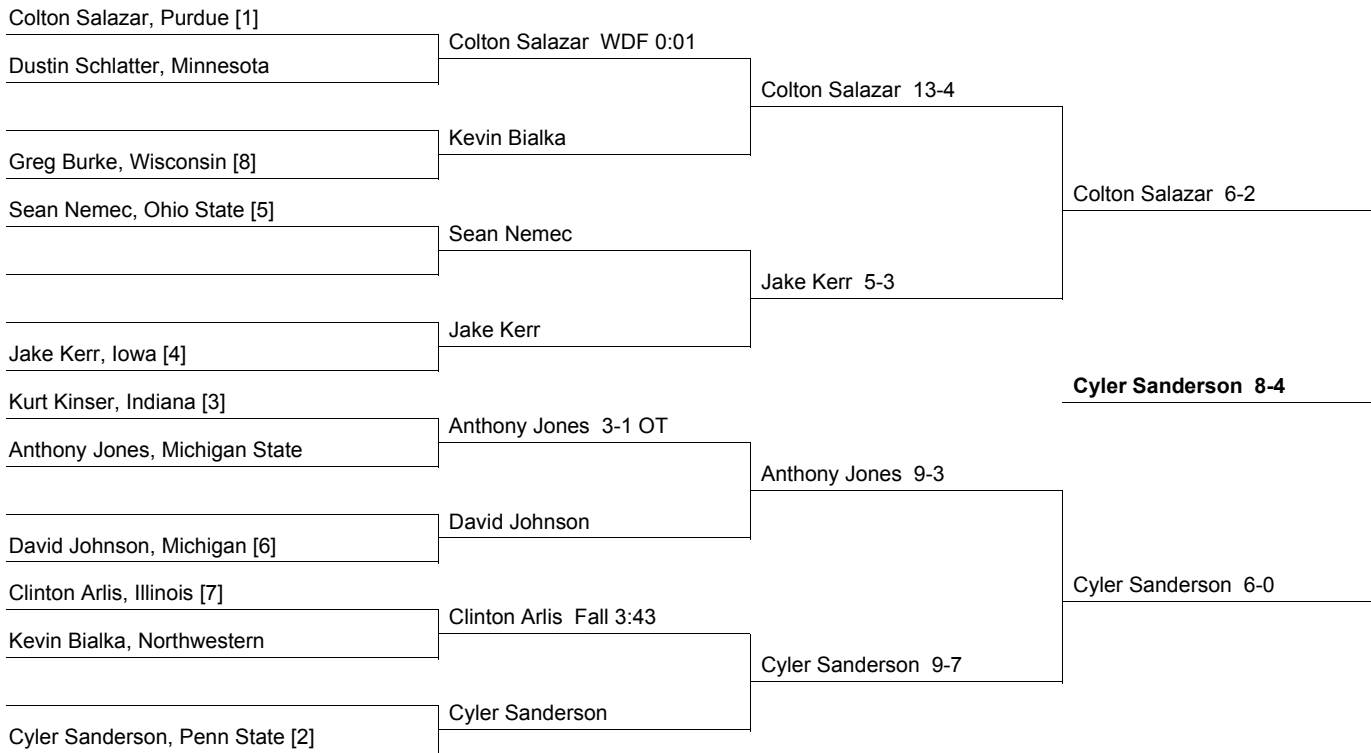 Colton Salazar, Purdue [1]
Colton Salazar WDF 0:01
Dustin Schlatter, Minnesota
Colton Salazar 13-4
Kevin Bialka
Greg Burke, Wisconsin [8]
Colton Salazar 6-2
Sean Nemec, Ohio State [5]
Sean Nemec
Jake Kerr 5-3
Jake Kerr
Jake Kerr, Iowa [4]
Cyler Sanderson 8-4
Kurt Kinser, Indiana [3]
Anthony Jones 3-1 OT
Anthony Jones, Michigan State
Anthony Jones 9-3
David Johnson
David Johnson, Michigan [6]
Cyler Sanderson 6-0
Clinton Arlis, Illinois [7]
Clinton Arlis Fall 3:43
Kevin Bialka, Northwestern
Cyler Sanderson 9-7
Cyler Sanderson
Cyler Sanderson, Penn State [2]